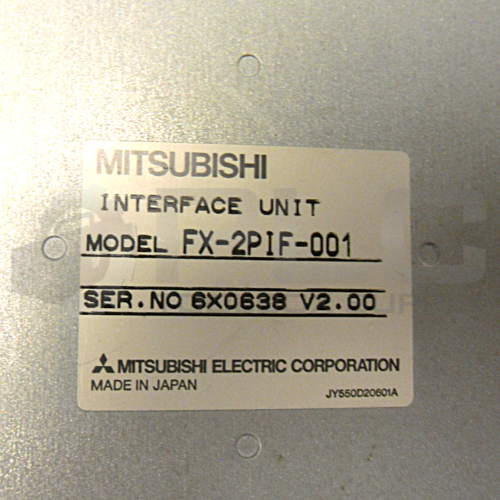 MITSUBISHI
INTERFACE UNIT
MODEL FX-2PIF-001
SER.NO 6X0638 V2.00
MITSUBISHI ELECTRIC CORPORATION
MADE IN JAPAN
JY550D20601A